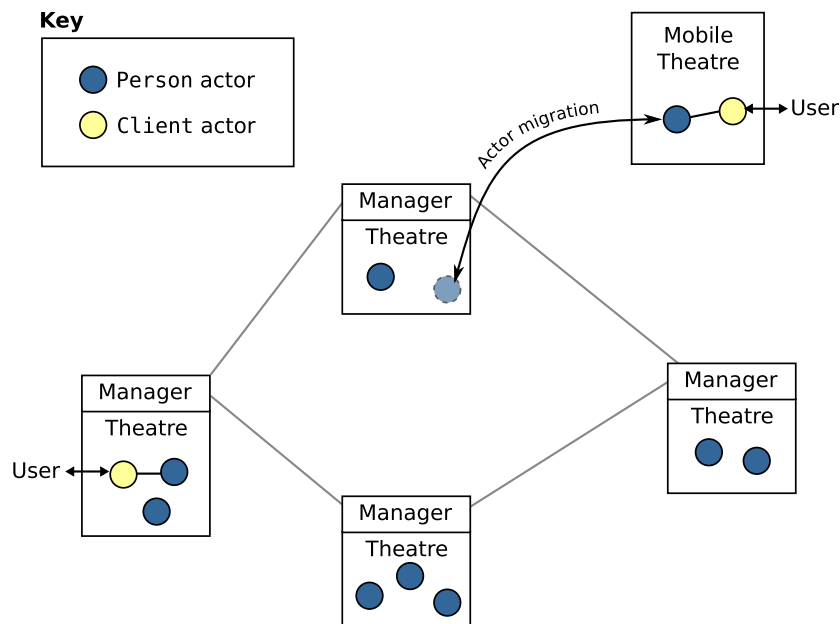 Key
Person actor
Client actor
Mobile
Theatre
User
Actor migration
Manager
Theatre
Manager
Theatre
Manager
Theatre
User
Manager
Theatre